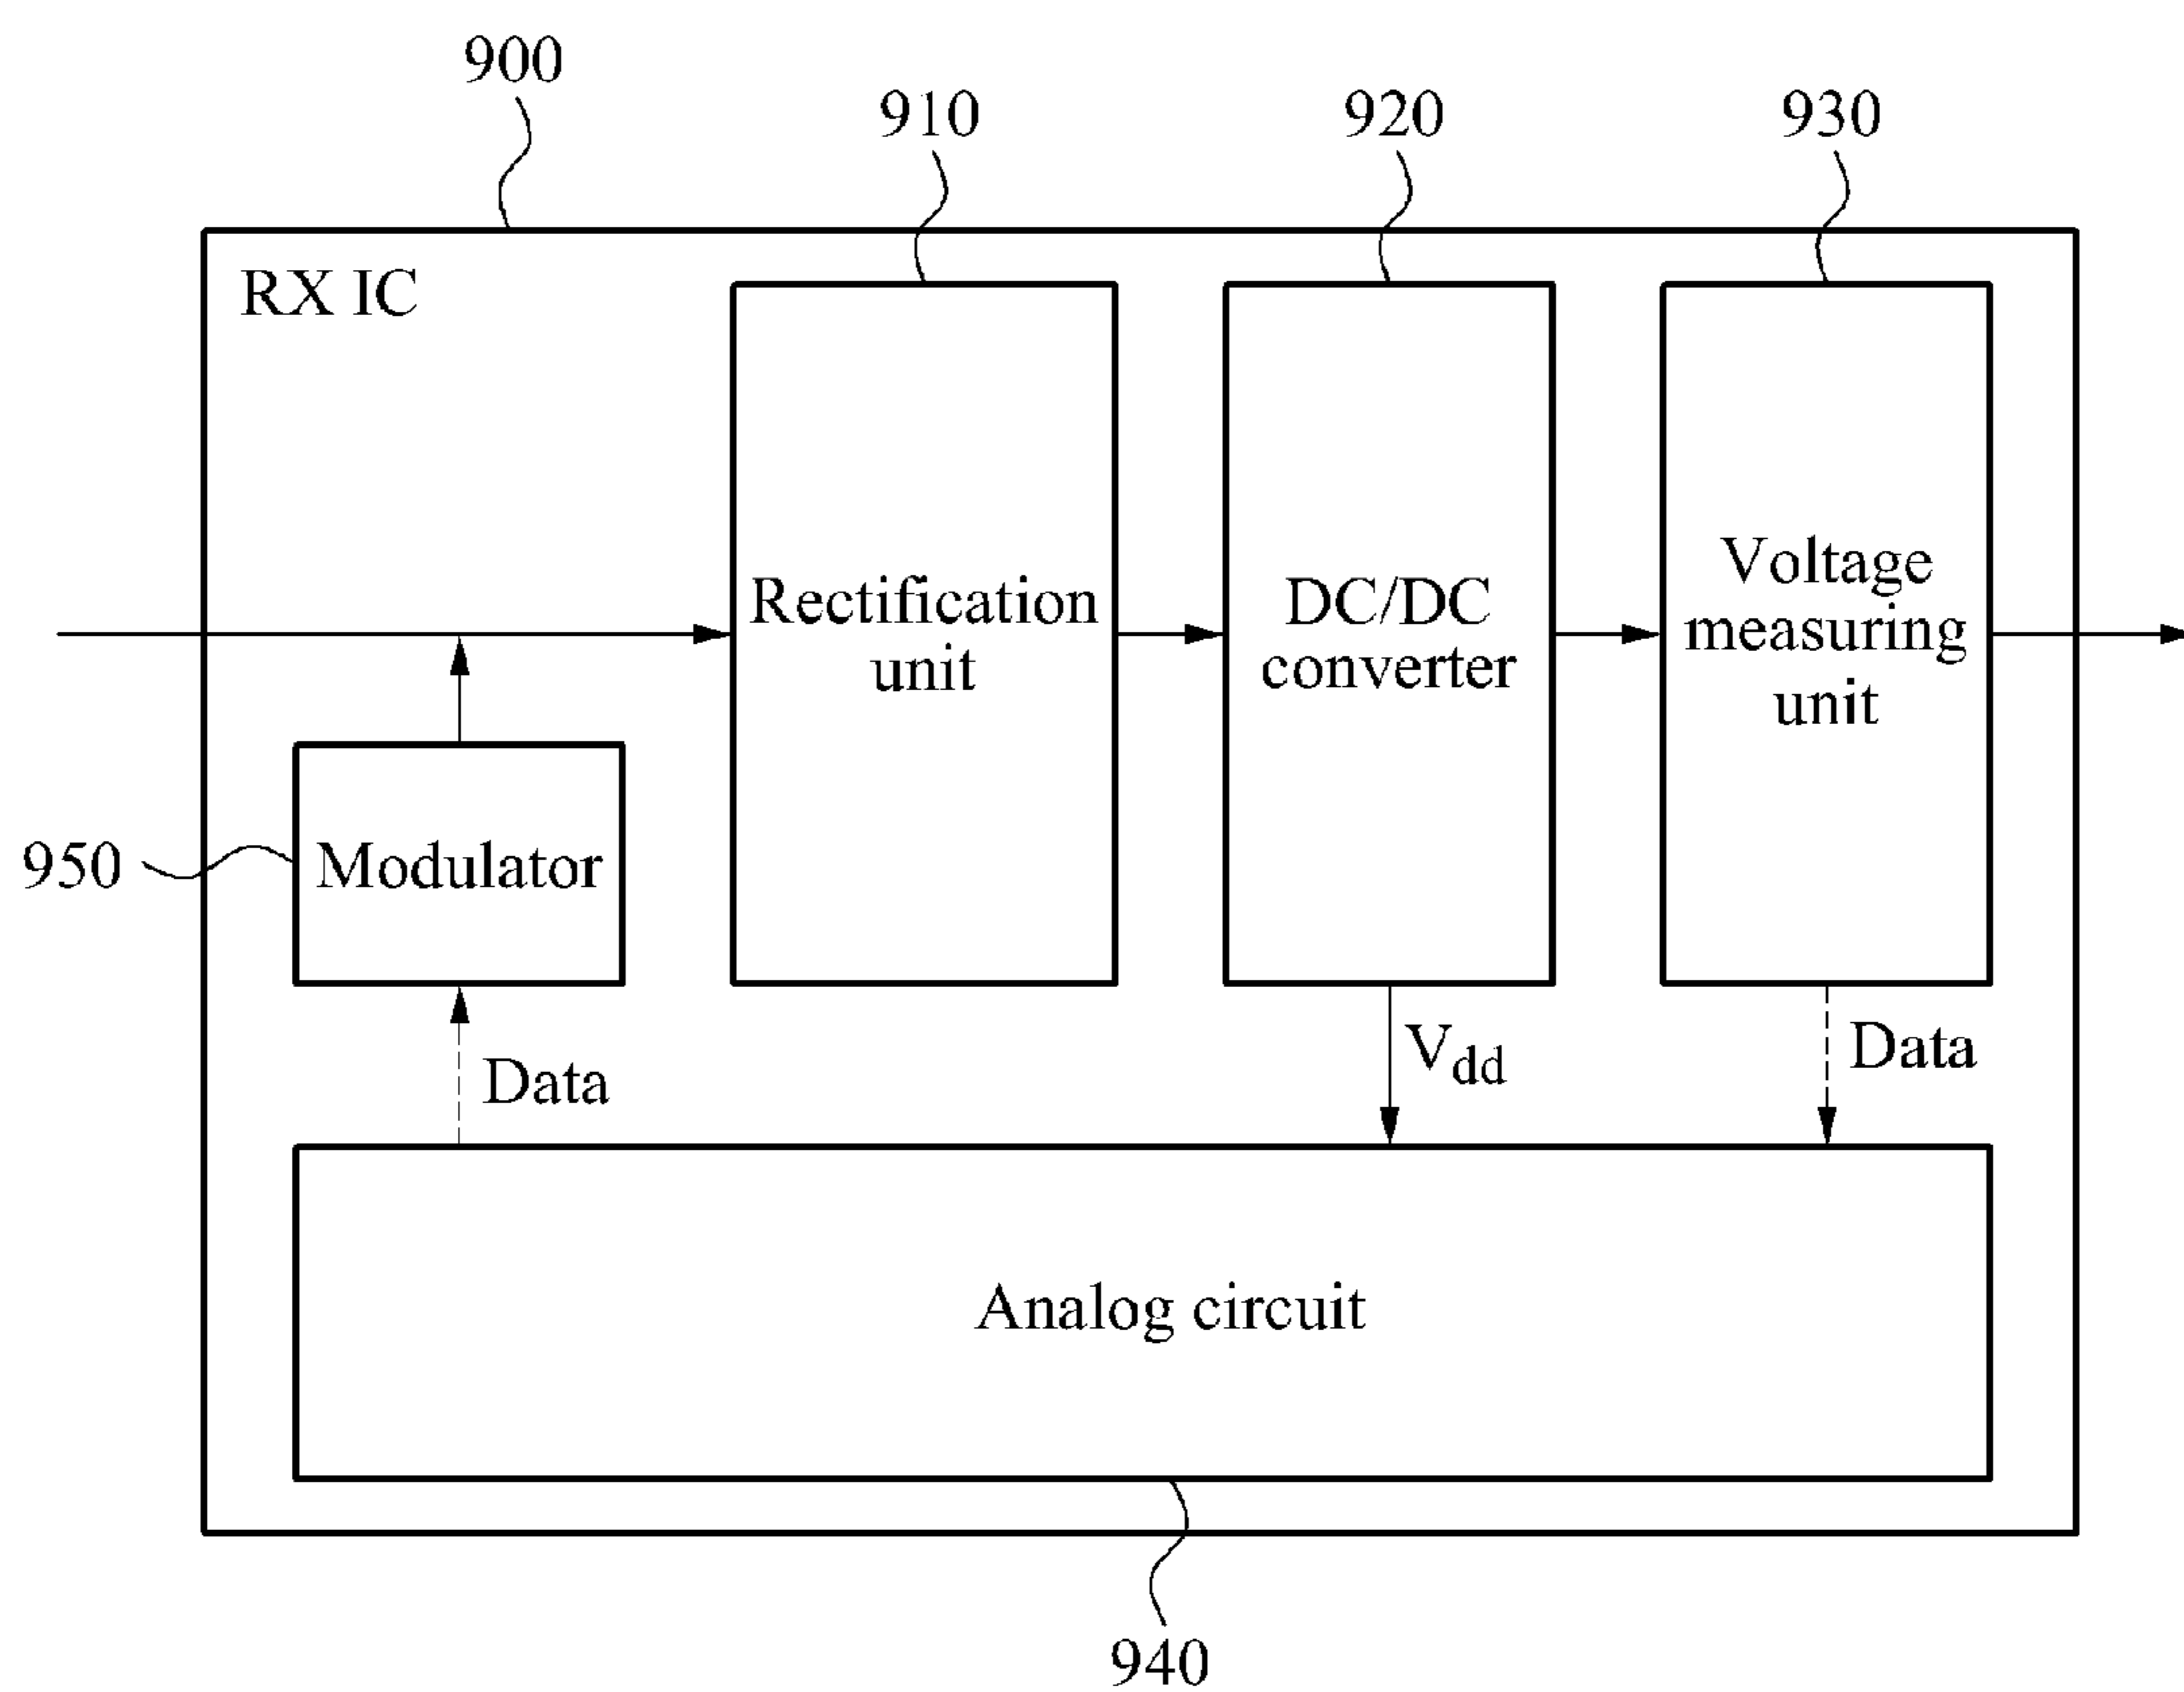 900
910
920
930
RX IC
Rectification
unit
DC/DC
converter
Voltage
measuring
unit
950
Modulator
Data
Vdd
Data
Analog circuit
940